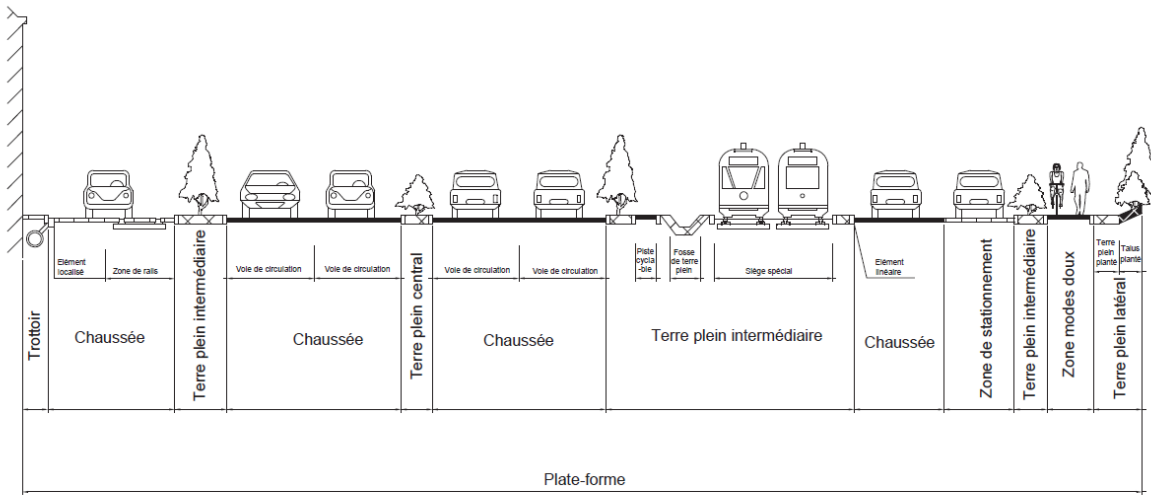 Elément
localisé
Zone de rails
Voie de circulation
Voie de circulation
Voie de circulation
Voie de circulation
Piste
cycla-
ble
Fosse
de terre
plein
Siège spécial
Elément
linéaire
Terre
plein
planté
Talus
planté
Trottoir
Chaussée
Terre plein intermédiaire
Chaussée
Terre plein central
Chaussée
Terre plein intermédiaire
Chaussée
Zone de stationnement
Terre plein intermédiaire
Zone modes doux
Terre plein latéral
Plate-forme